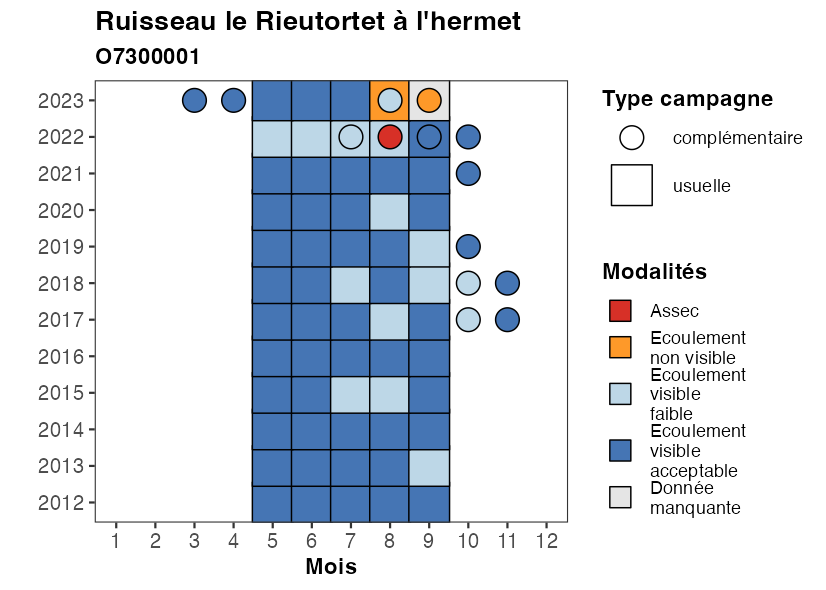 Ruisseau le Rieutortet à l'hermet
O7300001
2023
2022
2021
2020
2019
2018
2017
2016
2015
2014
2013
2012
1 2 3 4 5 6 7 8 9 10 11 12
Mois
Type campagne
complémentaire
usuelle
Modalités
Assec
Ecoulement
non visible
Ecoulement
visible
faible
Ecoulement
visible
acceptable
Donnée
manquante